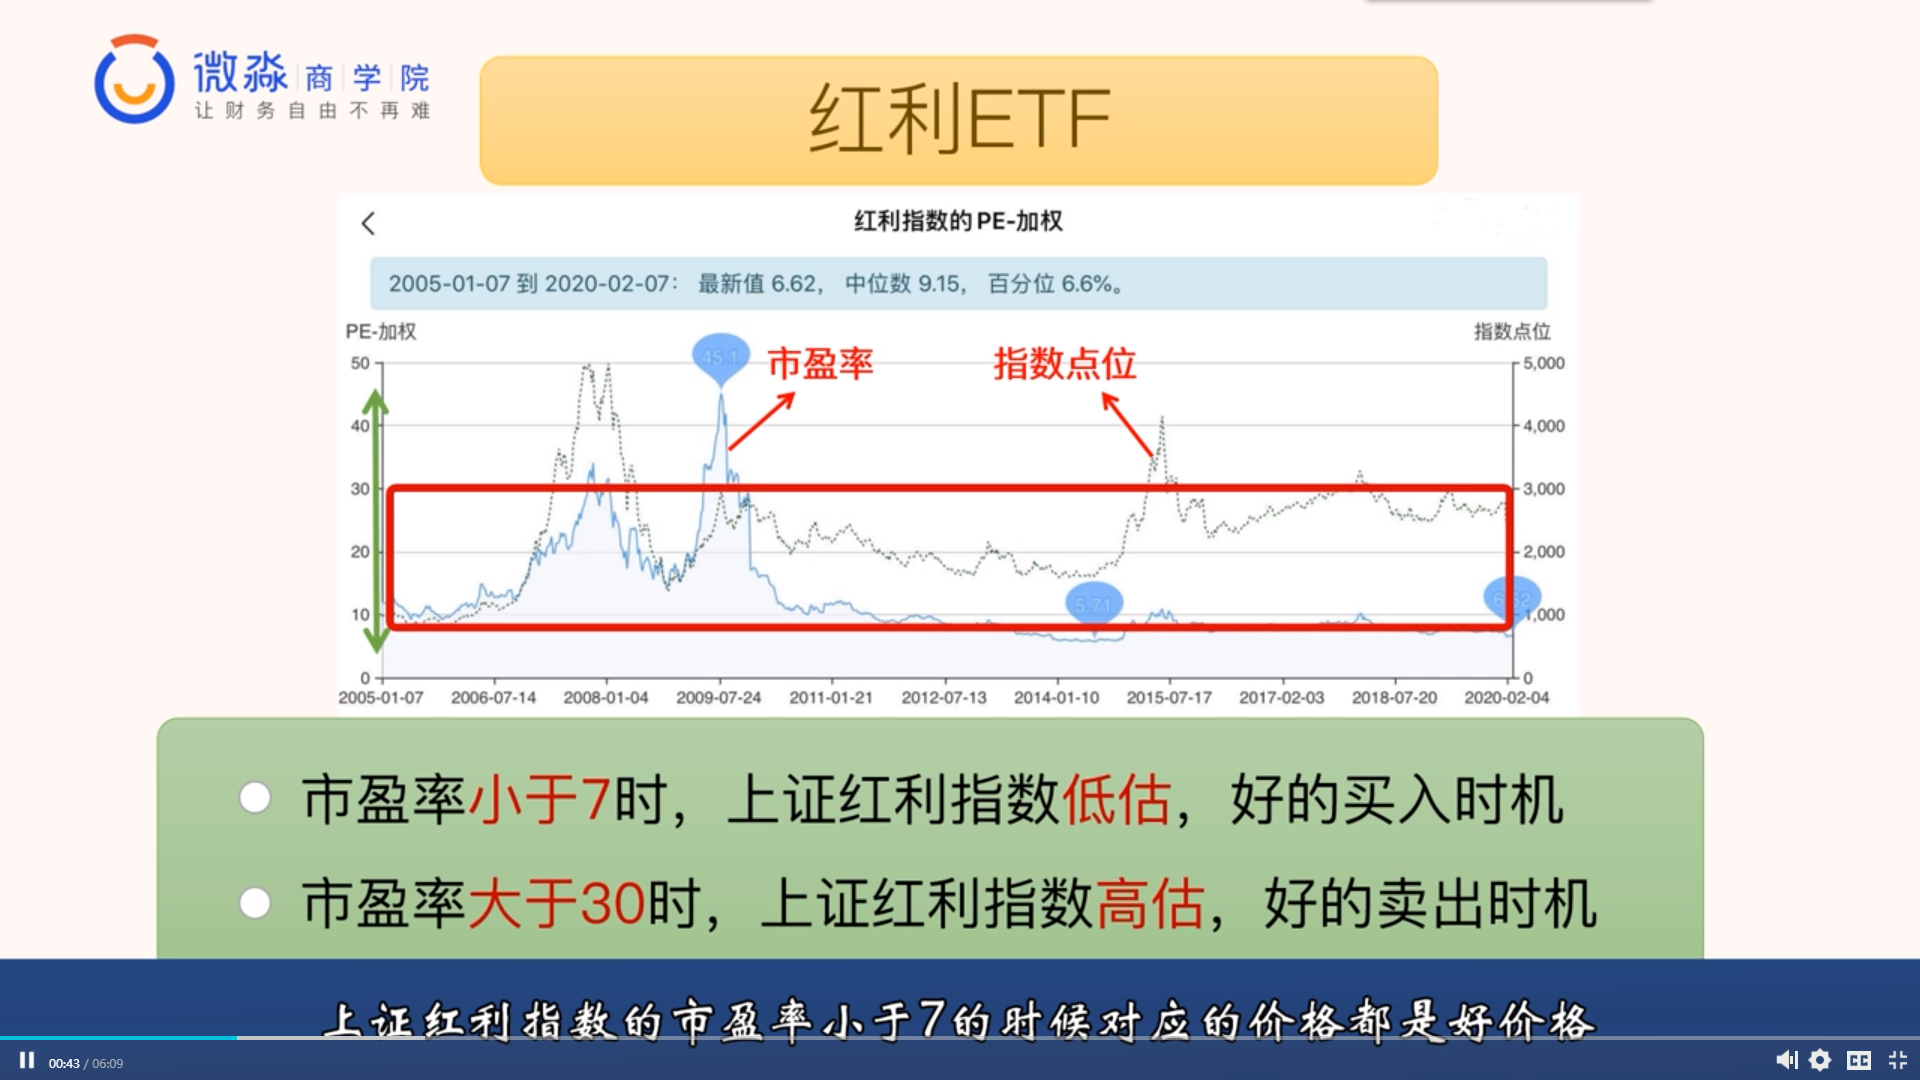 微淼 商 学 院
让财务自由不再难
红利ETF
红利指数的PE-加权
2005-01-07 到 2020-02-07： 最新值 6.62， 中位数 9.15， 百分位 6.6%。
PE-加权
指数点位
45.1
市盈率
指数点位
50
5,000
40
4,000
30
3,000
20
2,000
5.71
6.62
10
1,000
0
0
2005-01-07
2006-07-14
2008-01-04
2009-07-24
2011-01-21
2012-07-13
2014-01-10
2015-07-17
2017-02-03
2018-07-20
2020-02-04
市盈率小于7时，上证红利指数低估，好的买入时机
市盈率大于30时，上证红利指数高估，好的卖出时机
上证红利指数的市盈率小于7的时候对应的价格都是好价格
00:43 / 06:09
CC